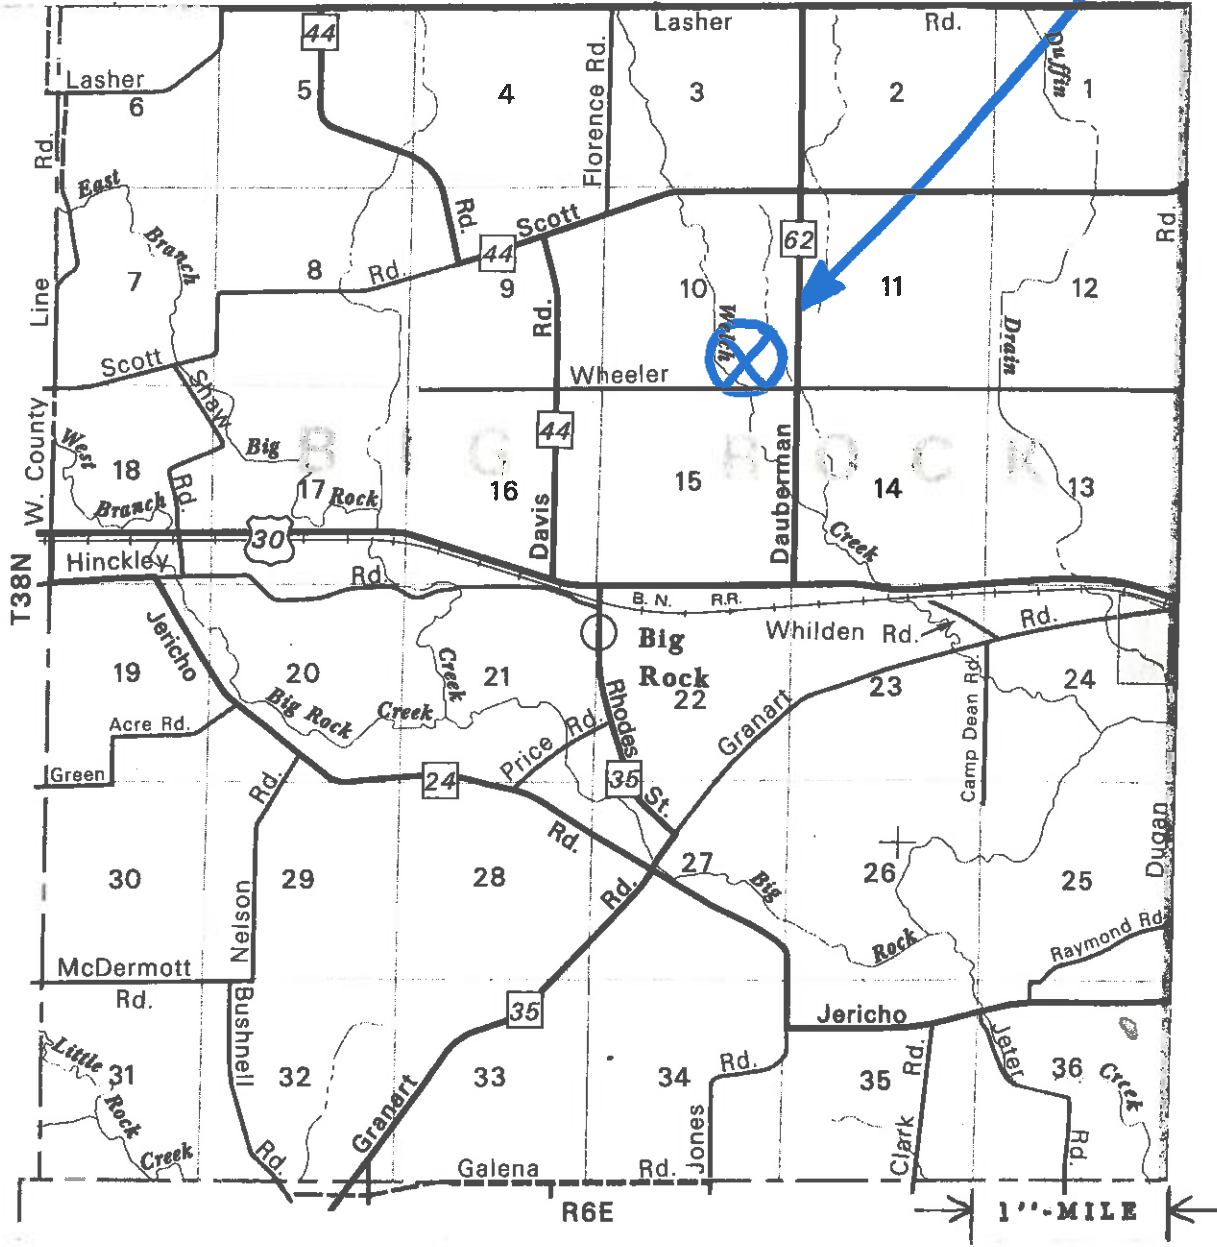 44
Lasher
Rd.
Lasher
6
5
4
Florence Rd.
3
2
Duffin
1
Rd.
East
Branch
Rd.
Scott
44
62
Rd.
7
8
Rd.
9
10
11
12
Line
Rd.
Welch
Drain
Scott
Wheeler
Shaw
W. County
44
BIG ROCK
West
18
Big
17
Rock
16
15
Dauberman
14
13
Branch
Rd.
Davis
Creek
30
T38N
Hinckley
Rd.
B. N. R.R.
Whilden Rd.
Rd.
Big
Rock
Jericho
19
20
21
Creek
22
23
24
Acre Rd.
Big Rock
Creek
Rhodes
Granart
Camp Dean Rd.
Green
Rd.
24
Price Rd.
35
St.
Rd.
Dugan
30
29
28
27
26
25
Nelson
Rd.
Big
Rock
Raymond Rd
McDermott
Rd.
Bushnell
35
Jericho
Little
31
32
33
34
Rd.
35
Rd.
Jeter
36
Creek
Rock
Granart
Jones
Clark
Rd.
Creek
Rd.
Galena
Rd.
R6E
1"-MILE